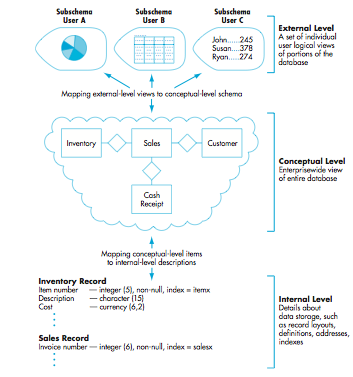 Subschema
User A
Subschema
User B
Subschema
User C
John......245
Susan....378
Ryan.....274
External Level
A set of individual
user logical views
of portions of the
database
Mapping external-level views to conceptual-level schema
Inventory
Sales
Customer
Cash
Receipt
Conceptual Level
Enterprisewide view
of entire database
Mapping conceptual-level items
to internal-level descriptions
Inventory Record
Item number — integer (5), non-null, index = itemx
Description — character (15)
Cost — currency (6,2)
Sales Record
Invoice number — integer (6), non-null, index = salesx
Internal Level
Details about
data storage, such
as record layouts,
definitions, addresses,
indexes